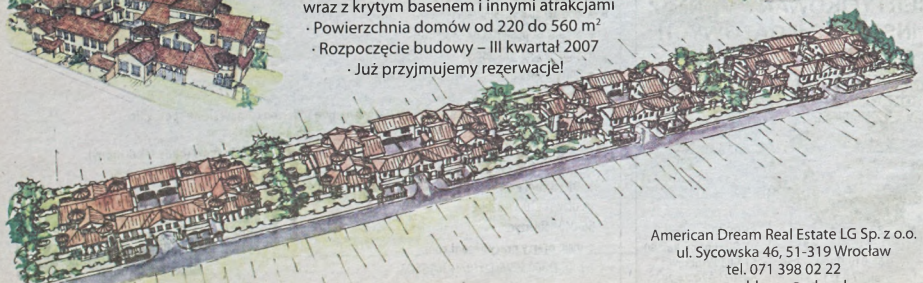 wraz z krytym basenem i innymi atrakcjami
· Powierzchnia domów od 220 do 560 m²
· Rozpoczęcie budowy – III kwartał 2007
· Już przyjmujemy rezerwacje!
American Dream Real Estate LG Sp. z o.o.
ul. Sycowska 46, 51-319 Wrocław
tel. 071 398 02 22